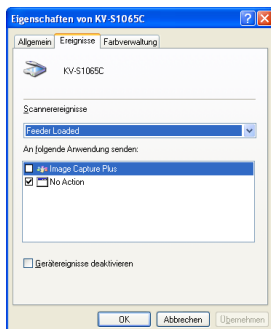 Eigenschaften von KV-S1065C
Allgemein Ereignisse Farbverwaltung
KV-S1065C
Scannerereignisse
Feeder Loaded
An folgende Anwendung senden:
Image Capture Plus
No Action
Geräteereignisse deaktivieren
OK Abbrechen Übernehmen